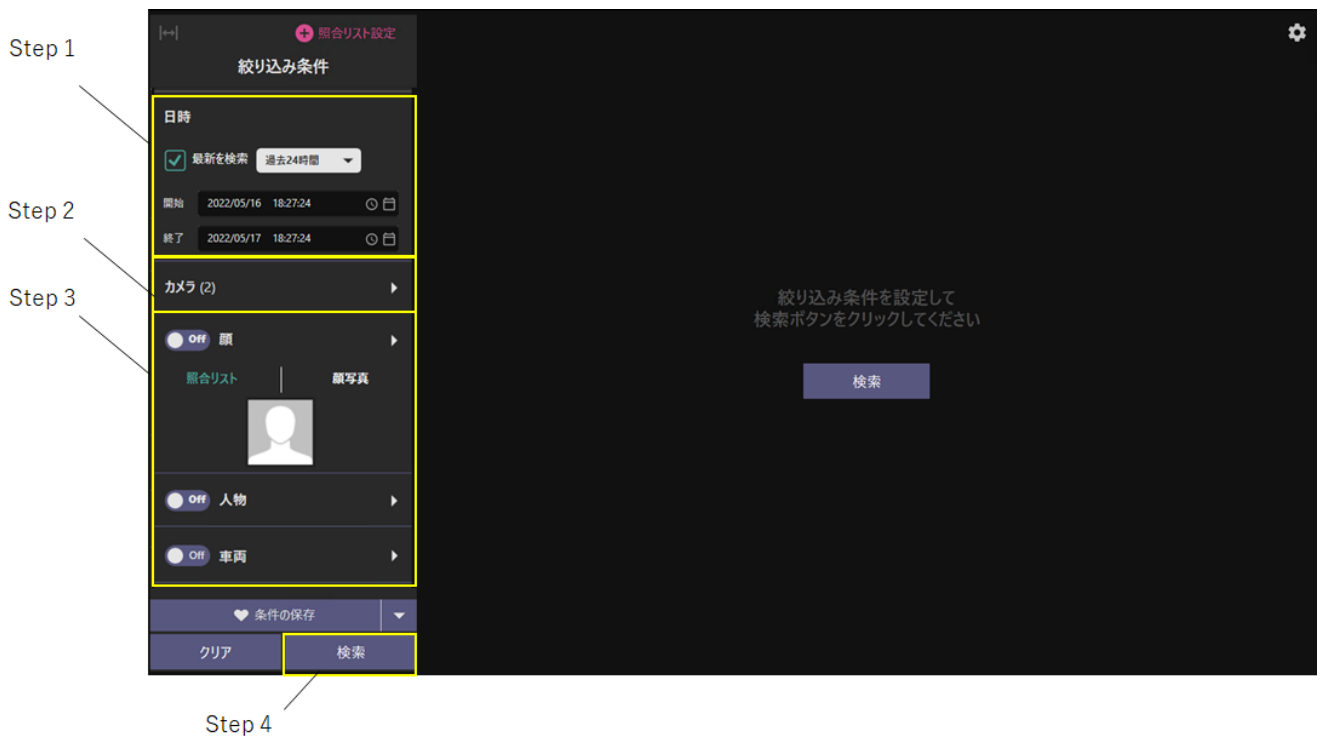 Step 1
照合リスト設定
絞り込み条件
日時
最新を検索 過去24時間
開始 2022/05/16 18:27:24
終了 2022/05/17 18:27:24
Step 2
カメラ (2)
Step 3
Off 顔
照合リスト 顔写真
Off 人物
Off 車両
条件の保存
クリア 検索
Step 4
絞り込み条件を設定して
検索ボタンをクリックしてください
検索